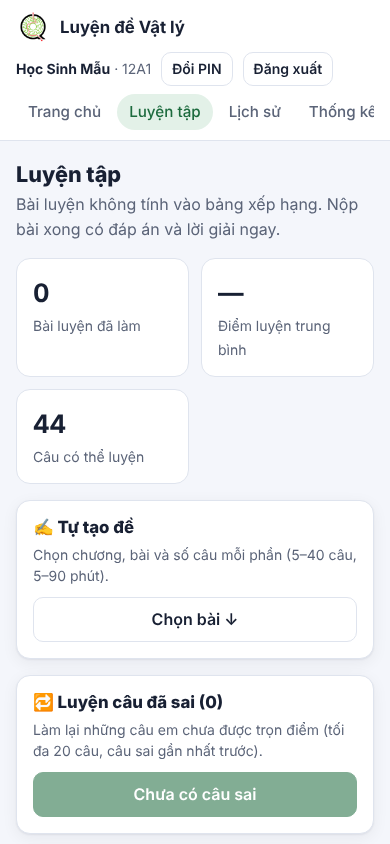 Luyện đề Vật lý
Học Sinh Mẫu · 12A1
Đổi PIN
Đăng xuất
Trang chủ
Luyện tập
Lịch sử
Thống kê
Luyện tập
Bài luyện không tính vào bảng xếp hạng. Nộp
bài xong có đáp án và lời giải ngay.
0
Bài luyện đã làm
—
Điểm luyện trung
bình
44
Câu có thể luyện
✍️ Tự tạo đề
Chọn chương, bài và số câu mỗi phần (5–40 câu,
5–90 phút).
Chọn bài ↓
🔁 Luyện câu đã sai (0)
Làm lại những câu em chưa được trọn điểm (tối
đa 20 câu, câu sai gần nhất trước).
Chưa có câu sai